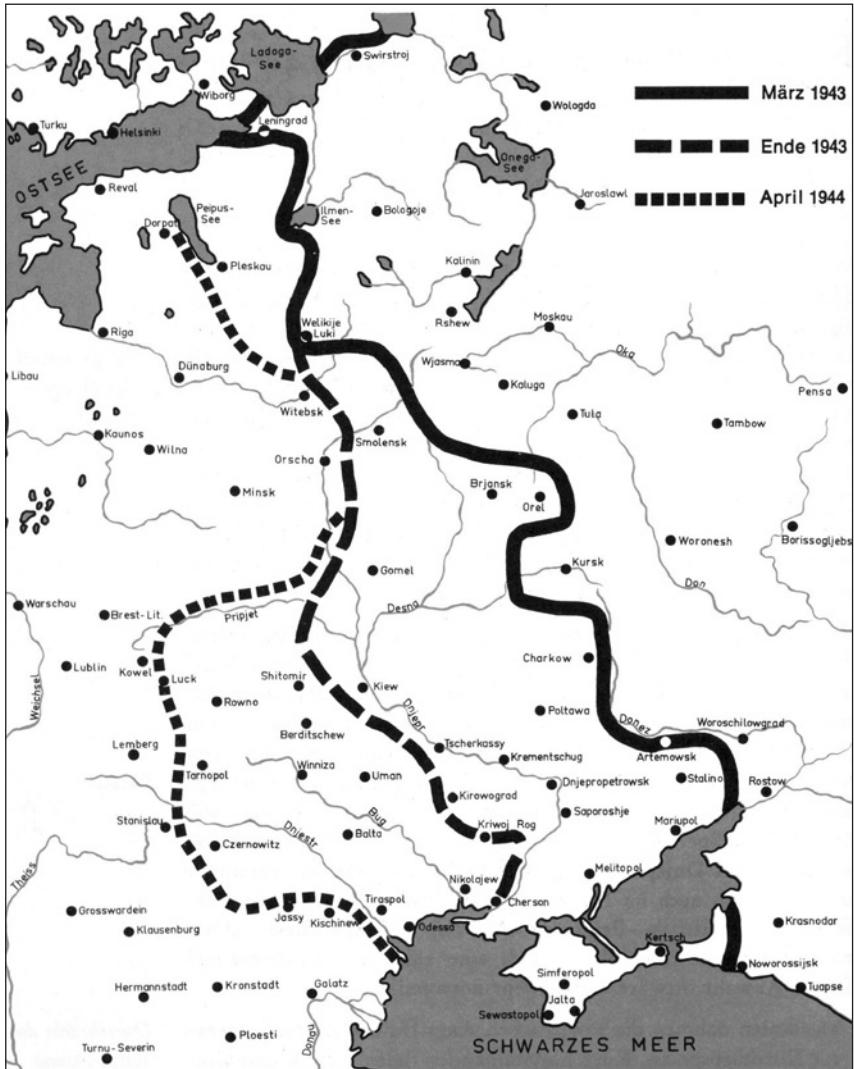 Ladoga-
See
Swirstroj
März 1943
Wiborg
Wologda
Turku
Helsinki
Leningrad
Ende 1943
OSTSEE
Onega-
See
Reval
Peipus-
See
Ilmen-
See
Bologoje
Jaroslawl
April 1944
Dorpat
Pleskau
Kalinin
Rshew
Moskau
Riga
Welikije
Luki
Oka
Libau
Dünaburg
Wjasma
Kaluga
Pensa
Witebsk
Tula
Tambow
Kaunos
Wilna
Smolensk
Orscha
Minsk
Brjansk
Orel
Woronesh
Borissogljebs
Gomel
Kursk
Don
Warschau
Brest-Lit.
Pripjet
Desna
Weichsel
Lublin
Kowel
Luck
Shitomir
Kiew
Charkow
Rowno
Dnjepr
Poltawa
Donez
Woroschilowgrad
Berditschew
Tscherkassy
Krementschug
Artemowsk
Lemberg
Tarnopol
Winniza
Uman
Dnjepropetrowsk
Stalino
Rostow
Kirowograd
Saporoshje
Stanislau
Bug
Kriwoj Rog
Mariupol
Czernowitz
Dnjestr
Balta
Theiss
Nikolajew
Melitopol
Grosswardein
Jassy
Kischinew
Tiraspol
Cherson
Klausenburg
Odessa
Kertsch
Krasnodar
Hermannstadt
Kronstadt
Galatz
Simferopol
Noworossijsk
Jalta
Tuapse
Sewastopol
Donau
Ploesti
Turnu-Severin
SCHWARZES MEER